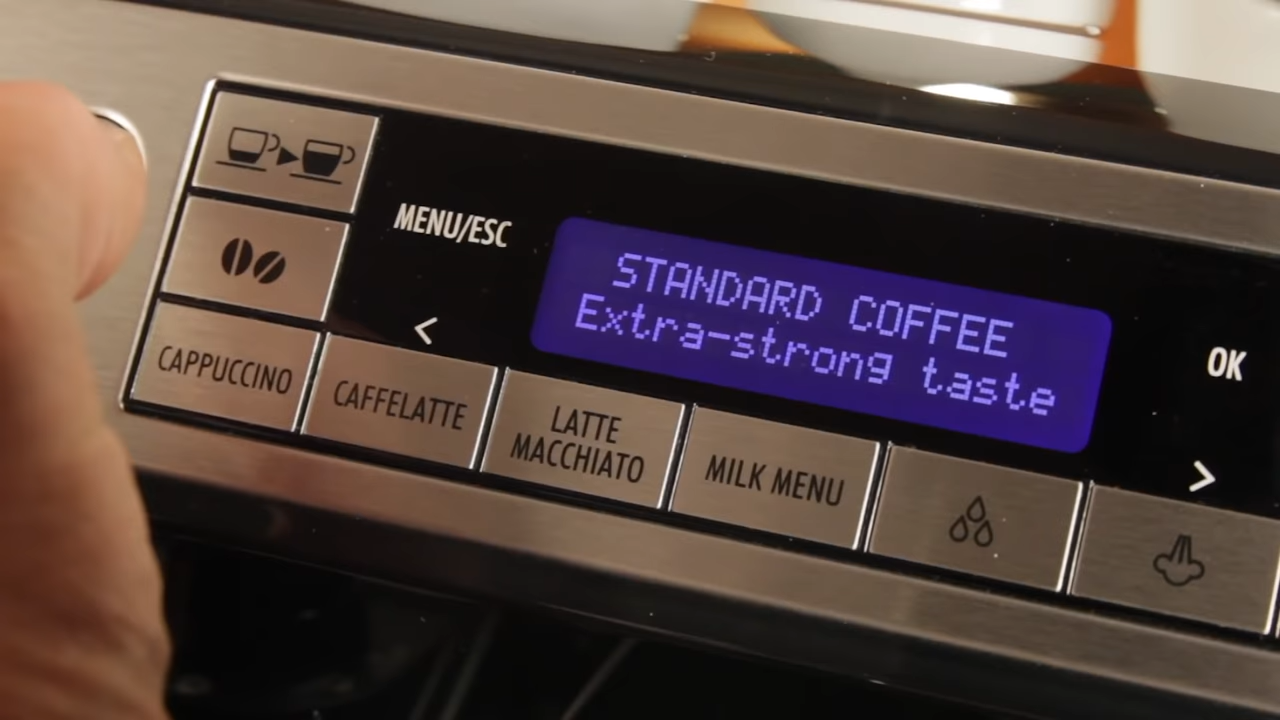 MENU/ESC
STANDARD COFFEE
Extra-strong taste
<
OK
>
CAPPUCCINO
CAFFELATTE
LATTE
MACCHIATO
MILK MENU